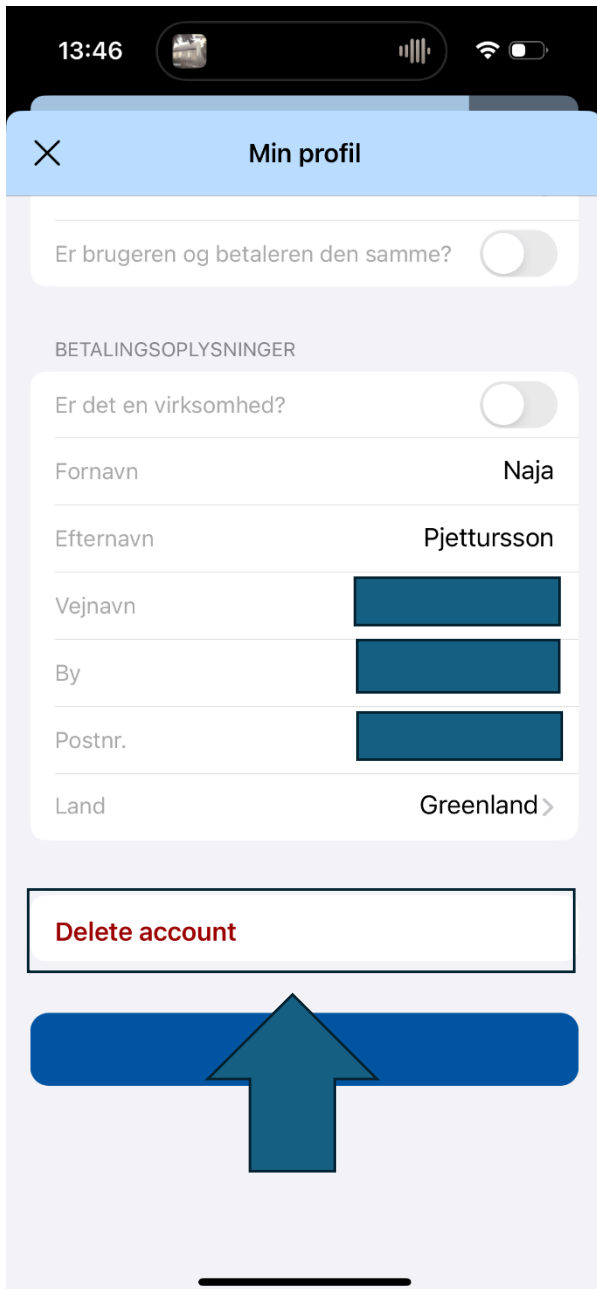 13:46
Min profil
Er brugeren og betaleren den samme?
BETALINGSOPLYSNINGER
Er det en virksomhed?
Fornavn Naja
Efternavn Pjettursson
Vejnavn
By
Postnr.
Land Greenland
Delete account